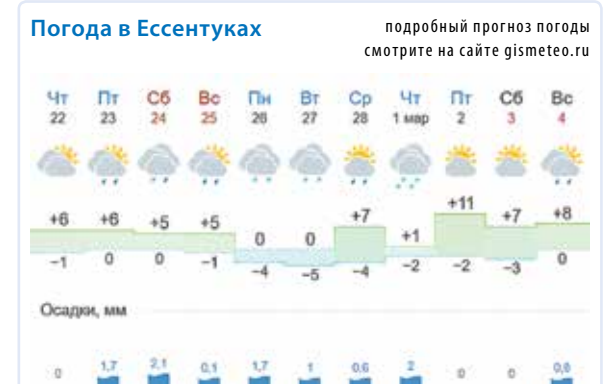 Погода в Ессентуках
подробный прогноз погоды
смотрите на сайте gismeteo.ru
Чт Пт Сб Вс Пн Вт Ср Чт Пт Сб Вс
22 23 24 25 26 27 28 1 мар 2 3 4
+6 +6 +5 +5 0 0 +7 +1 +11 +7 +8
−1 0 0 −1 −4 −5 −4 −2 −2 −3 0
Осадки, мм
0 1,7 2,1 0,1 1,7 1 0,6 2 0 0 0,8